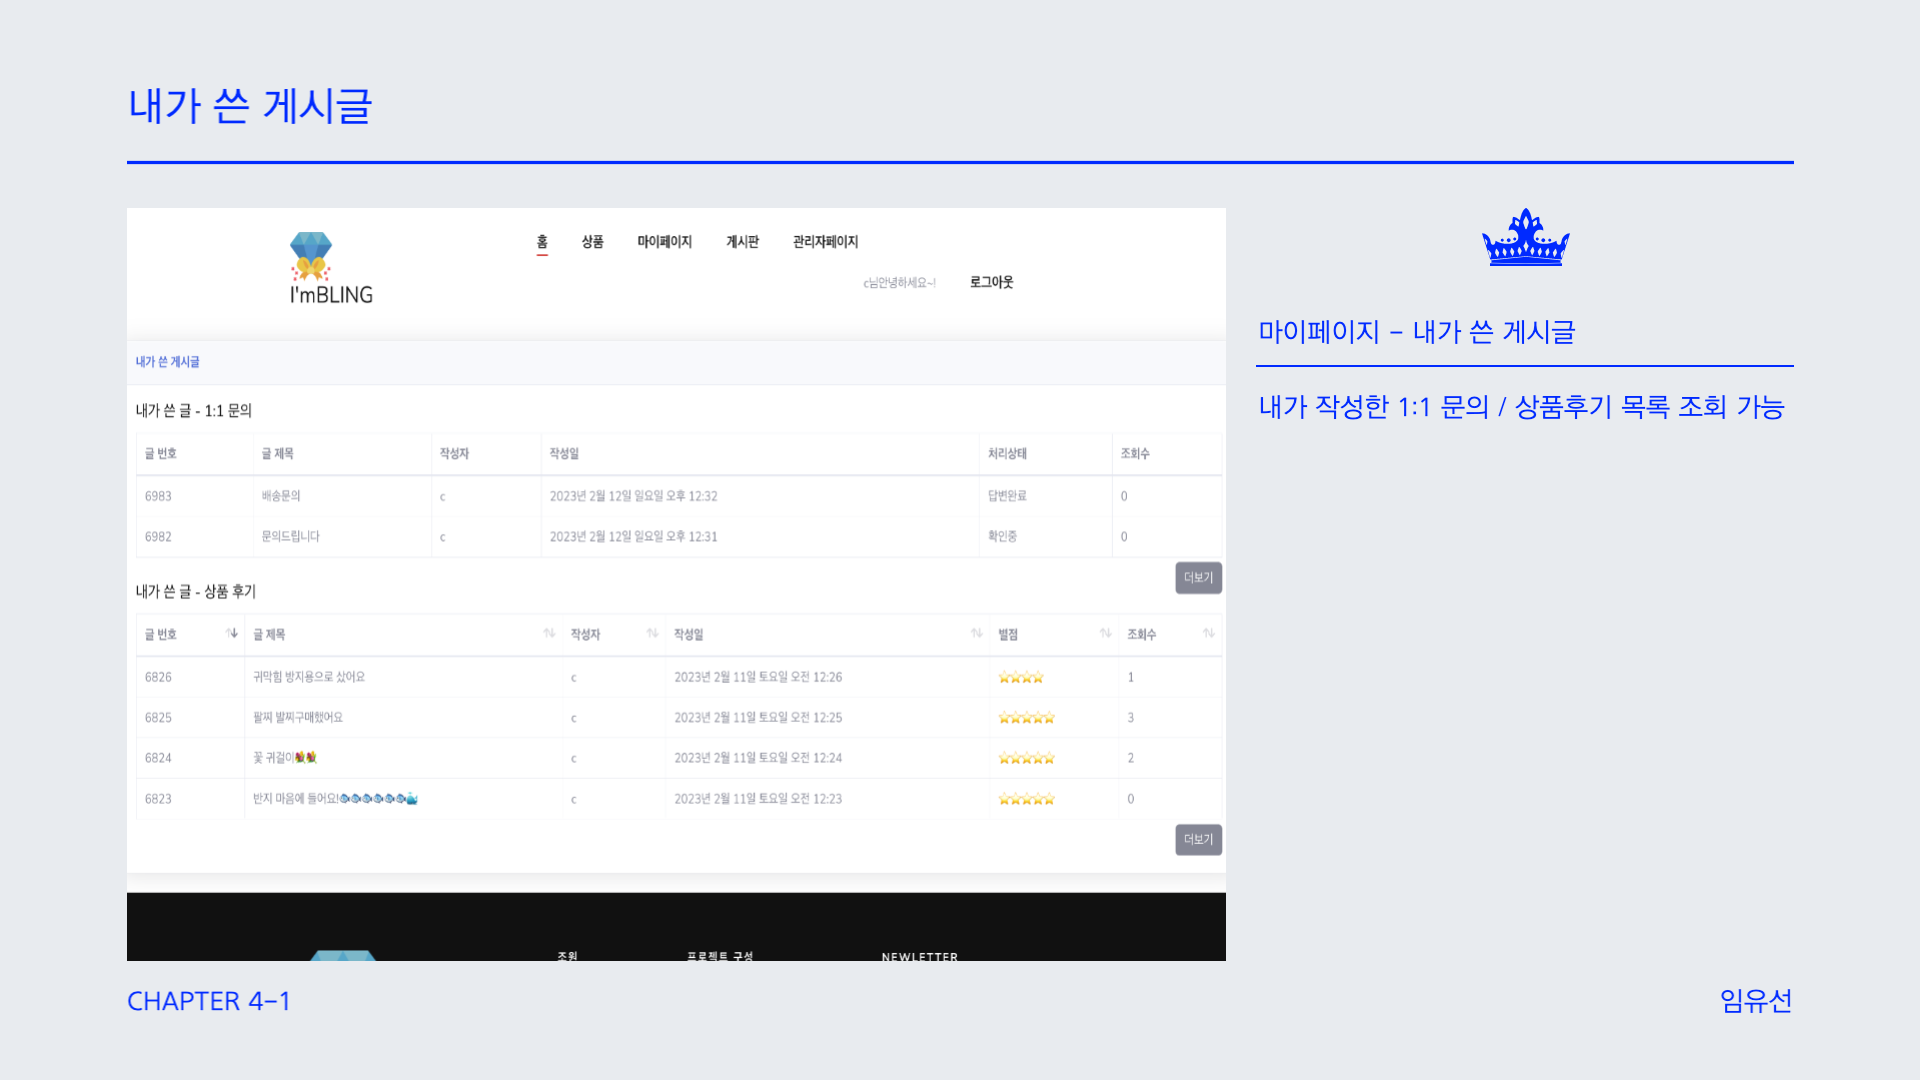 내가 쓴 게시글
I'mBLING
홈 상품 마이페이지 게시판 관리자페이지
c님안녕하세요~! 로그아웃
내가 쓴 게시글
내가 쓴 글 - 1:1 문의
글 번호 글 제목 작성자 작성일 처리상태 조회수
6983 배송문의 c 2023년 2월 12일 일요일 오후 12:32 답변완료 0
6982 문의드립니다 c 2023년 2월 12일 일요일 오후 12:31 확인중 0
더보기
내가 쓴 글 - 상품 후기
글 번호 글 제목 작성자 작성일 별점 조회수
6826 귀막힘 방지용으로 샀어요 c 2023년 2월 11일 토요일 오전 12:26 ⭐⭐⭐⭐ 1
6825 팔찌 발찌구매했어요 c 2023년 2월 11일 토요일 오전 12:25 ⭐⭐⭐⭐⭐ 3
6824 꽃 귀걸이 c 2023년 2월 11일 토요일 오전 12:24 ⭐⭐⭐⭐⭐ 2
6823 반지 마음에 들어요!🐟🐟🐟🐟🐟🐟🐳 c 2023년 2월 11일 토요일 오전 12:23 ⭐⭐⭐⭐⭐ 0
더보기
조원 프로젝트 구성 NEWLETTER
마이페이지 – 내가 쓴 게시글
내가 작성한 1:1 문의 / 상품후기 목록 조회 가능
CHAPTER 4–1
임유선